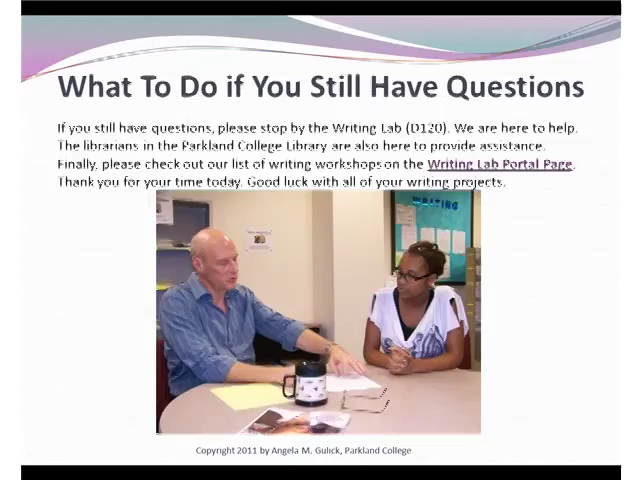 What To Do if You Still Have Questions
If you still have questions, please stop by the Writing Lab (D120). We are here to help.
The librarians in the Parkland College Library are also here to provide assistance.
Finally, please check out our list of writing workshops on the Writing Lab Portal Page.
Thank you for your time today. Good luck with all of your writing projects.
WRITING
Copyright 2011 by Angela M. Gulick, Parkland College